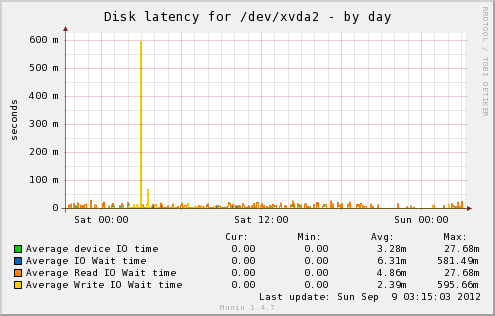 Disk latency for /dev/xvda2 - by day
RRDTOOL / TOBI OETIKER
seconds
600 m
500 m
400 m
300 m
200 m
100 m
0
Sat 00:00 Sat 12:00 Sun 00:00
Cur: Min: Avg: Max:
Average device IO time 0.00 0.00 3.28m 27.68m
Average IO Wait time 0.00 0.00 6.31m 581.49m
Average Read IO Wait time 0.00 0.00 4.86m 27.68m
Average Write IO Wait time 0.00 0.00 2.39m 595.66m
Last update: Sun Sep 9 03:15:03 2012
Munin 1.4.7